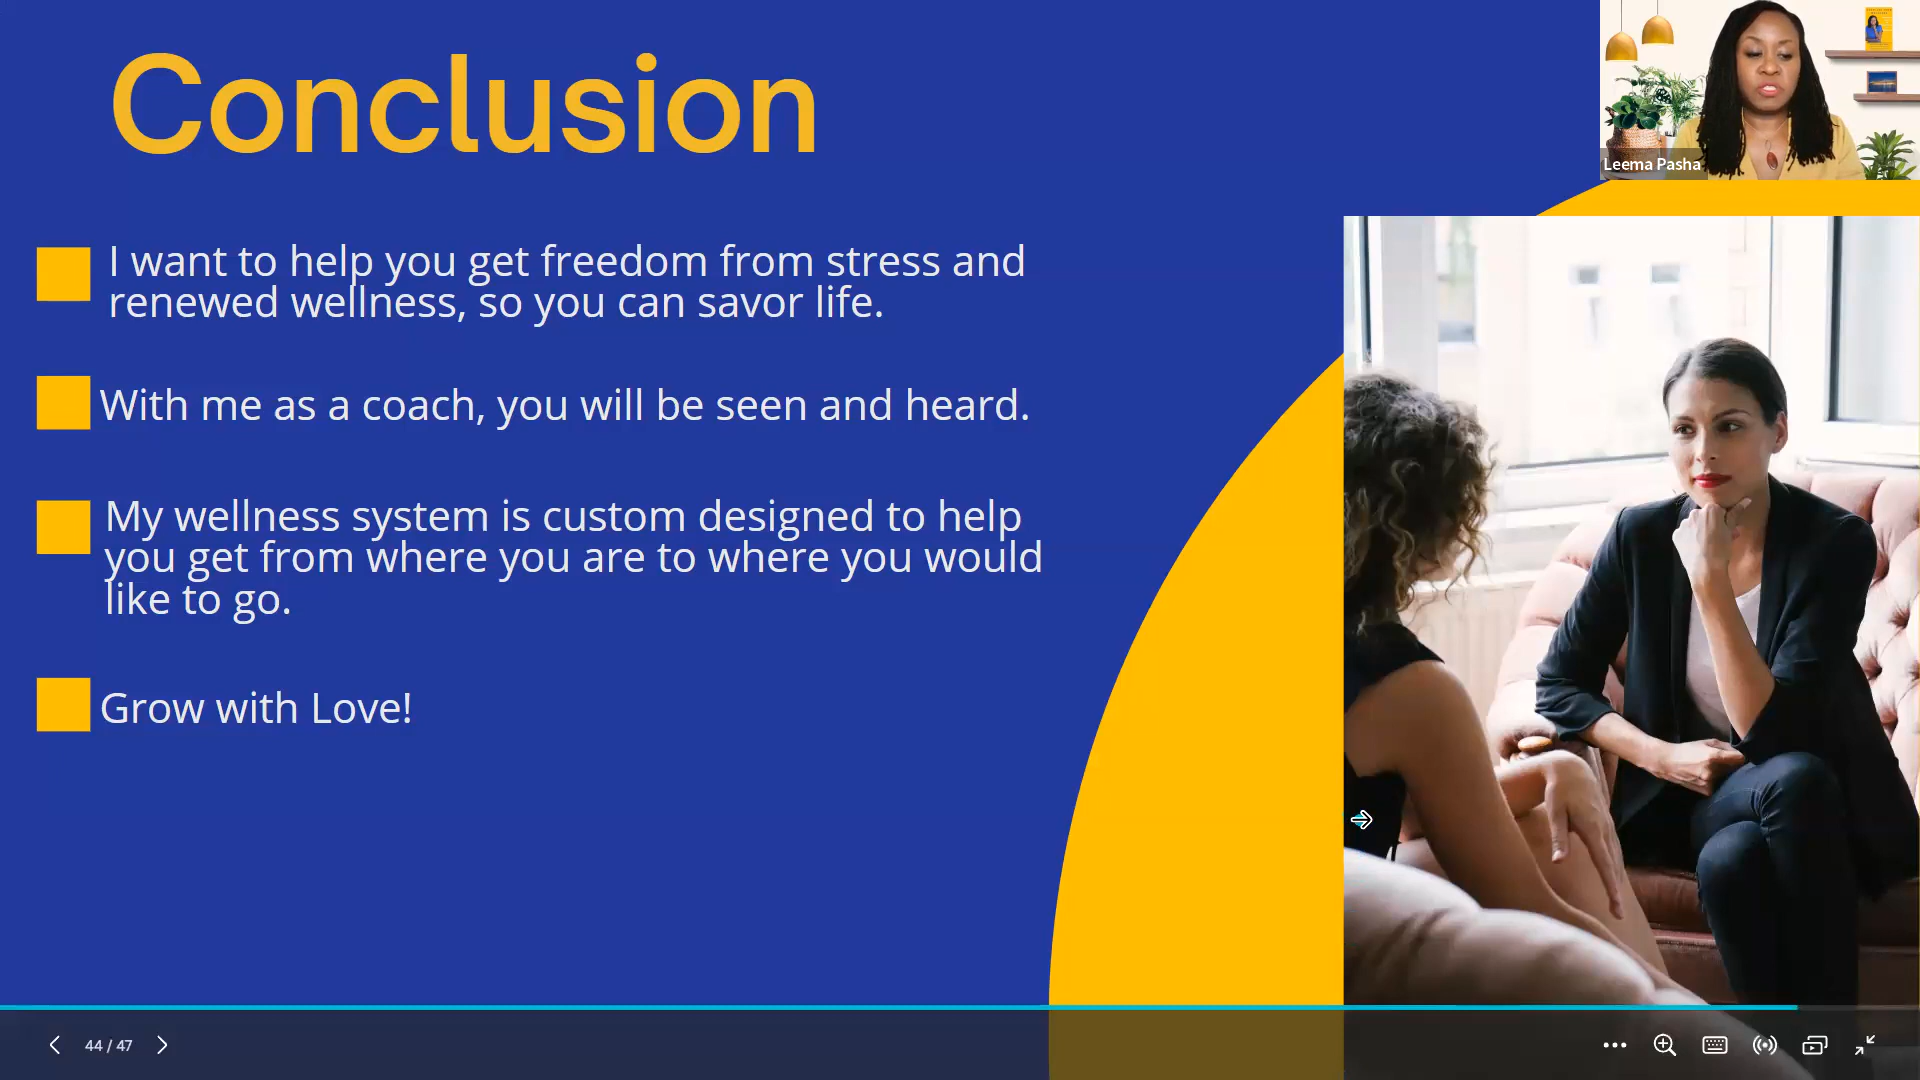 Conclusion
Leema Pasha
I want to help you get freedom from stress and
renewed wellness, so you can savor life.
With me as a coach, you will be seen and heard.
My wellness system is custom designed to help
you get from where you are to where you would
like to go.
Grow with Love!
44 / 47